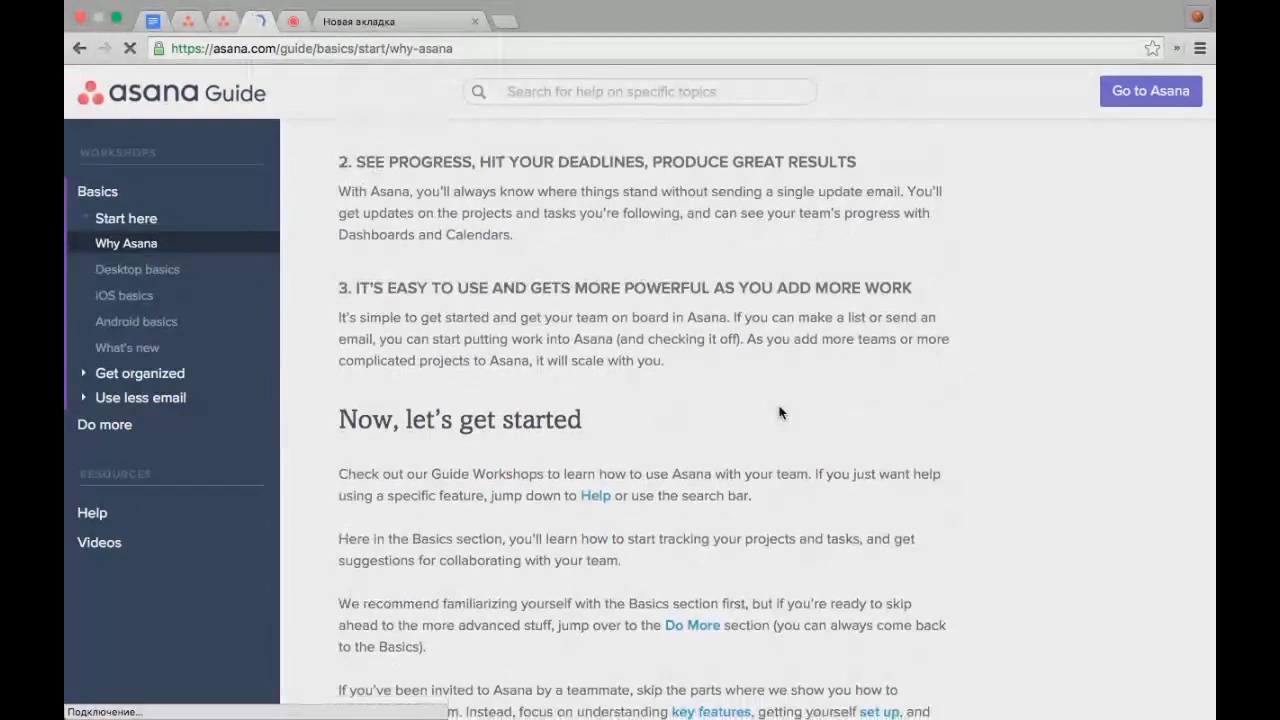 Новая вкладка
https://asana.com/guide/basics/start/why-asana
asana Guide
Search for help on specific topics
Go to Asana
WORKSHOPS
Basics
Start here
Why Asana
Desktop basics
iOS basics
Android basics
What's new
Get organized
Use less email
Do more
RESOURCES
Help
Videos
2. SEE PROGRESS, HIT YOUR DEADLINES, PRODUCE GREAT RESULTS
With Asana, you’ll always know where things stand without sending a single update email. You’ll
get updates on the projects and tasks you’re following, and can see your team’s progress with
Dashboards and Calendars.
3. IT’S EASY TO USE AND GETS MORE POWERFUL AS YOU ADD MORE WORK
It’s simple to get started and get your team on board in Asana. If you can make a list or send an
email, you can start putting work into Asana (and checking it off). As you add more teams or more
complicated projects to Asana, it will scale with you.
Now, let’s get started
Check out our Guide Workshops to learn how to use Asana with your team. If you just want help
using a specific feature, jump down to Help or use the search bar.
Here in the Basics section, you’ll learn how to start tracking your projects and tasks, and get
suggestions for collaborating with your team.
We recommend familiarizing yourself with the Basics section first, but if you’re ready to skip
ahead to the more advanced stuff, jump over to the Do More section (you can always come back
to the Basics).
If you’ve been invited to Asana by a teammate, skip the parts where we show you how to
m. Instead, focus on understanding key features, getting yourself set up, and
Подключение...